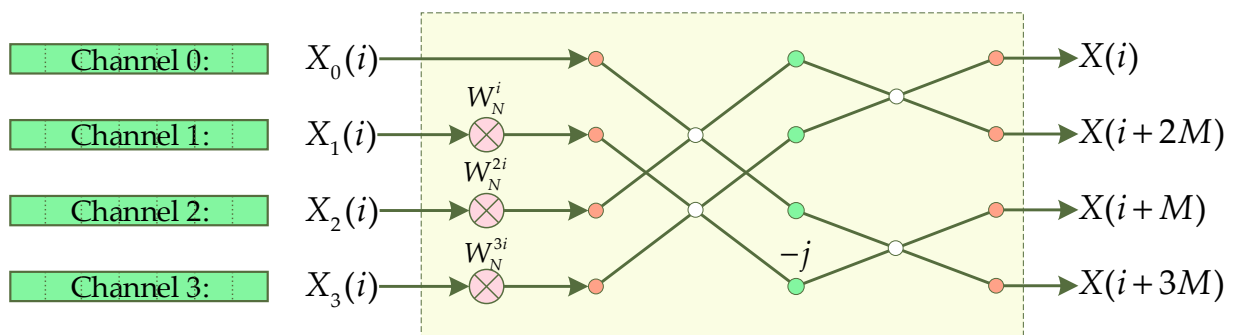 Channel 0: X₀(i) X(i)
W_N^i
Channel 1: X₁(i) X(i+2M)
W_N^{2i}
Channel 2: X₂(i) X(i+M)
W_N^{3i} −j
Channel 3: X₃(i) X(i+3M)